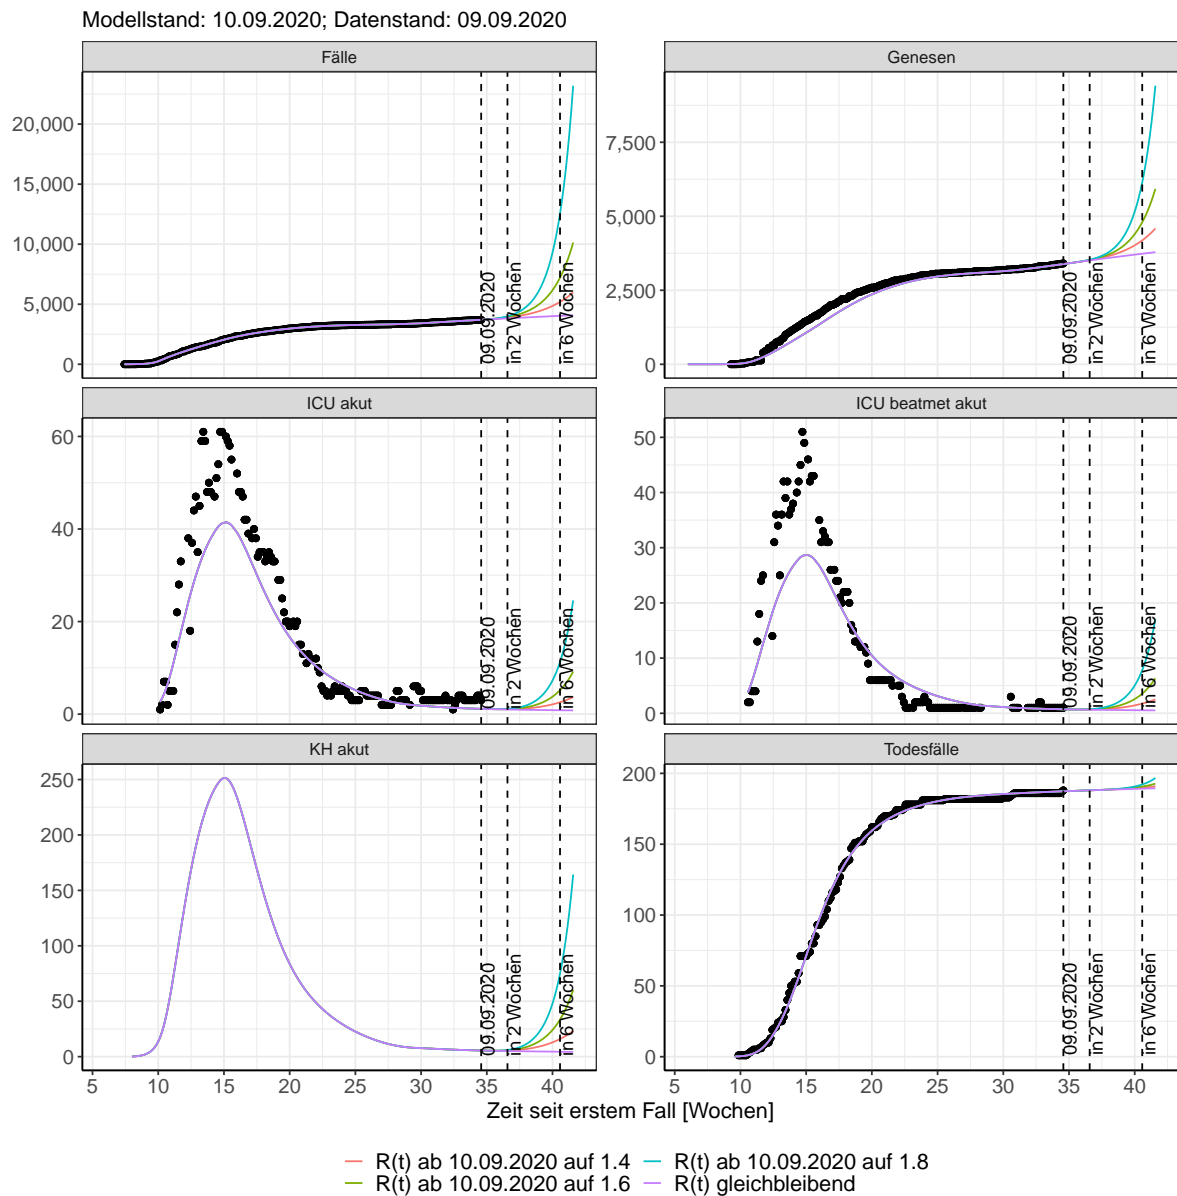 Modellstand: 10.09.2020; Datenstand: 09.09.2020
Fälle
Genesen
20,000
15,000
10,000
5,000
0
09.09.2020
in 2 Wochen
in 6 Wochen
7,500
5,000
2,500
0
09.09.2020
in 2 Wochen
in 6 Wochen
ICU akut
ICU beatmet akut
60
40
20
0
09.09.2020
in 2 Wochen
in 6 Wochen
50
40
30
20
10
0
09.09.2020
in 2 Wochen
in 6 Wochen
KH akut
Todesfälle
250
200
150
100
50
0
09.09.2020
in 2 Wochen
in 6 Wochen
200
150
100
50
0
09.09.2020
in 2 Wochen
in 6 Wochen
5 10 15 20 25 30 35 40
5 10 15 20 25 30 35 40
Zeit seit erstem Fall [Wochen]
R(t) ab 10.09.2020 auf 1.4
R(t) ab 10.09.2020 auf 1.8
R(t) ab 10.09.2020 auf 1.6
R(t) gleichbleibend